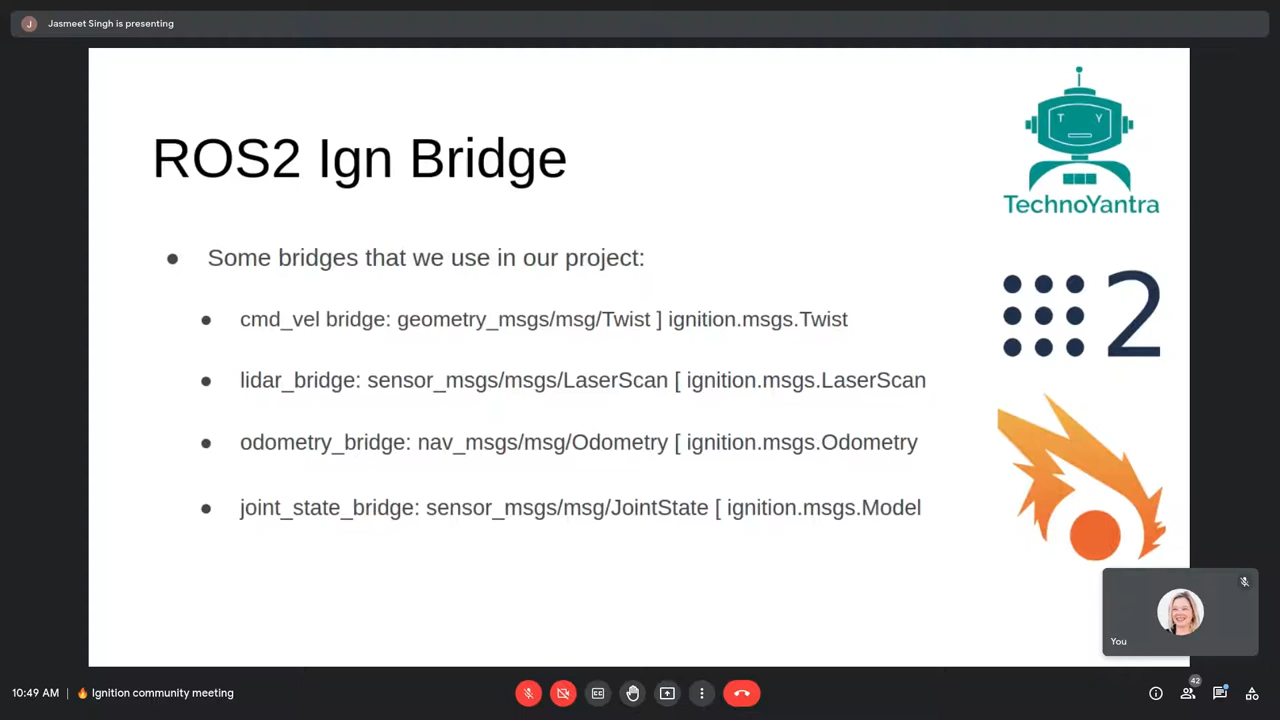 J Jasmeet Singh is presenting
ROS2 Ign Bridge
T Y
TechnoYantra
2
● Some bridges that we use in our project:
● cmd_vel bridge: geometry_msgs/msg/Twist ] ignition.msgs.Twist
● lidar_bridge: sensor_msgs/msgs/LaserScan [ ignition.msgs.LaserScan
● odometry_bridge: nav_msgs/msg/Odometry [ ignition.msgs.Odometry
● joint_state_bridge: sensor_msgs/msg/JointState [ ignition.msgs.Model
You
10:49 AM | 🔥 Ignition community meeting
CC
42